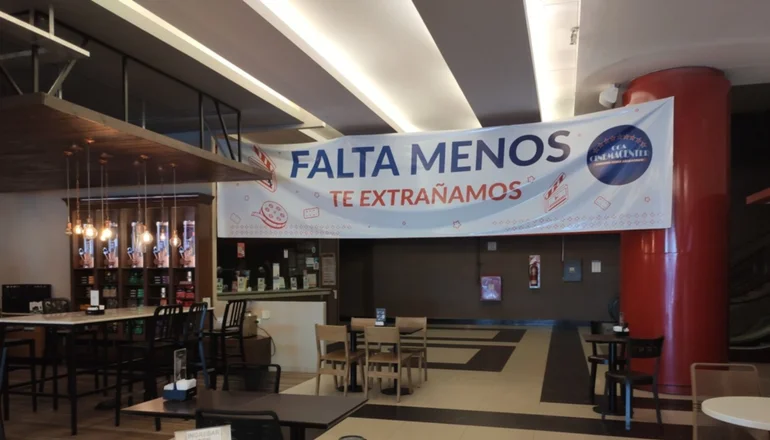 FALTA MENOS
TE EXTRAÑAMOS
CINEMACENTER